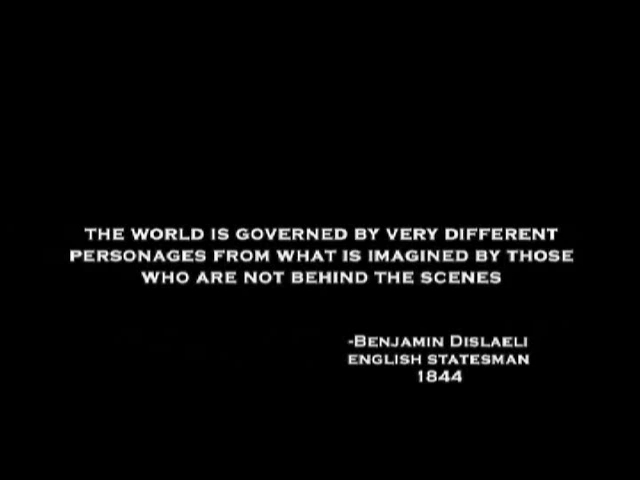 THE WORLD IS GOVERNED BY VERY DIFFERENT
PERSONAGES FROM WHAT IS IMAGINED BY THOSE
WHO ARE NOT BEHIND THE SCENES
-BENJAMIN DISLAELI
ENGLISH STATESMAN
1844